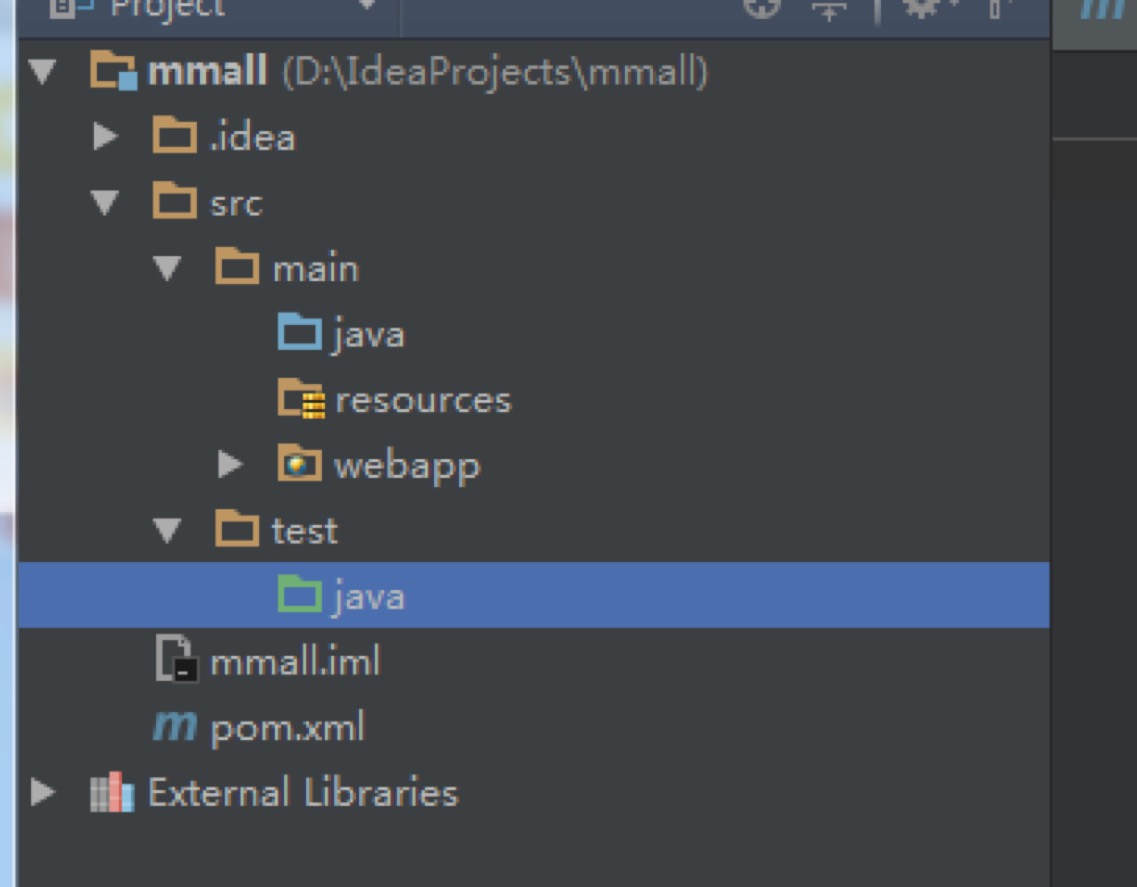 Project
mmall (D:\IdeaProjects\mmall)
.idea
src
main
java
resources
webapp
test
java
mmall.iml
pom.xml
External Libraries